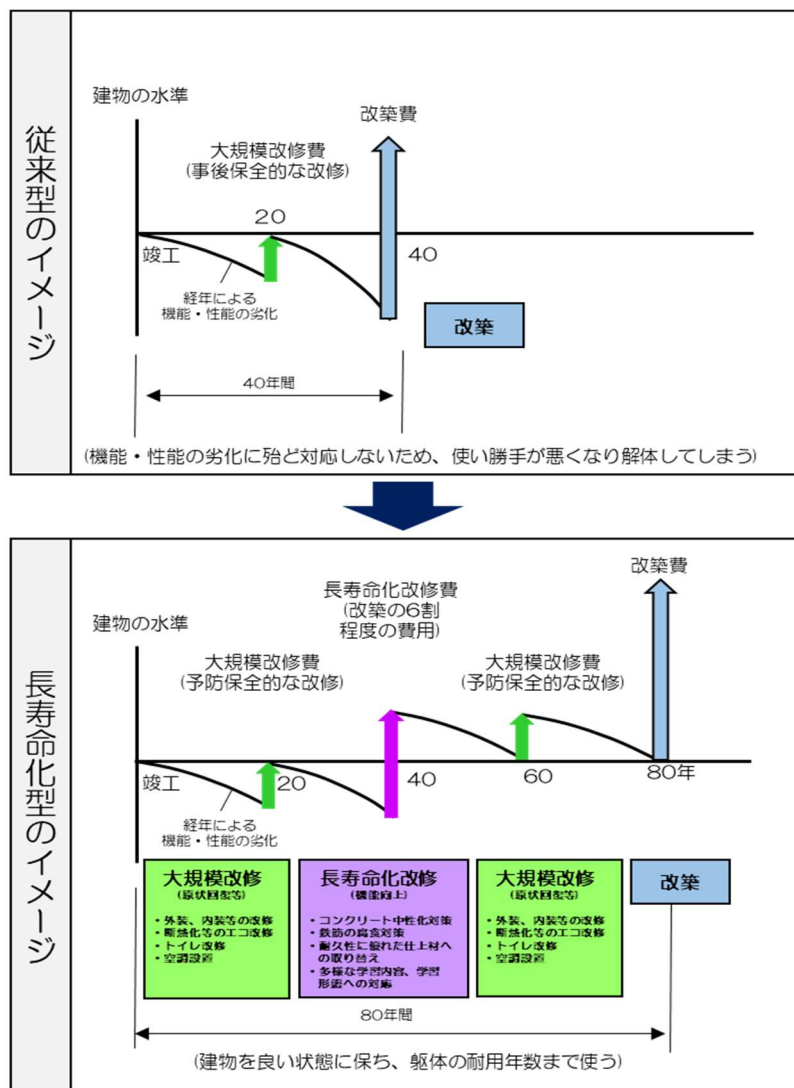 従来型のイメージ
建物の水準
改築費
大規模改修費
(事後保全的な改修)
20
竣工
40
経年による
機能・性能の劣化
改築
40年間
(機能・性能の劣化に殆ど対応しないため、使い勝手が悪くなり解体してしまう)
長寿命化型のイメージ
改築費
長寿命化改修費
(改築の6割
程度の費用)
建物の水準
大規模改修費
(予防保全的な改修)
大規模改修費
(予防保全的な改修)
竣工
20
40
60
80年
経年による
機能・性能の劣化
大規模改修
(原状回復等)
・外装、内装等の改修
・断熱化等のエコ改修
・トイレ改修
・空調設置
長寿命化改修
(機能向上)
・コンクリート中性化対策
・鉄筋の腐食対策
・耐久性に優れた仕上材へ
の取り替え
・多様な学習内容、学習
形態への対応
大規模改修
(原状回復等)
・外装、内装等の改修
・断熱化等のエコ改修
・トイレ改修
・空調設置
改築
80年間
(建物を良い状態に保ち、躯体の耐用年数まで使う)